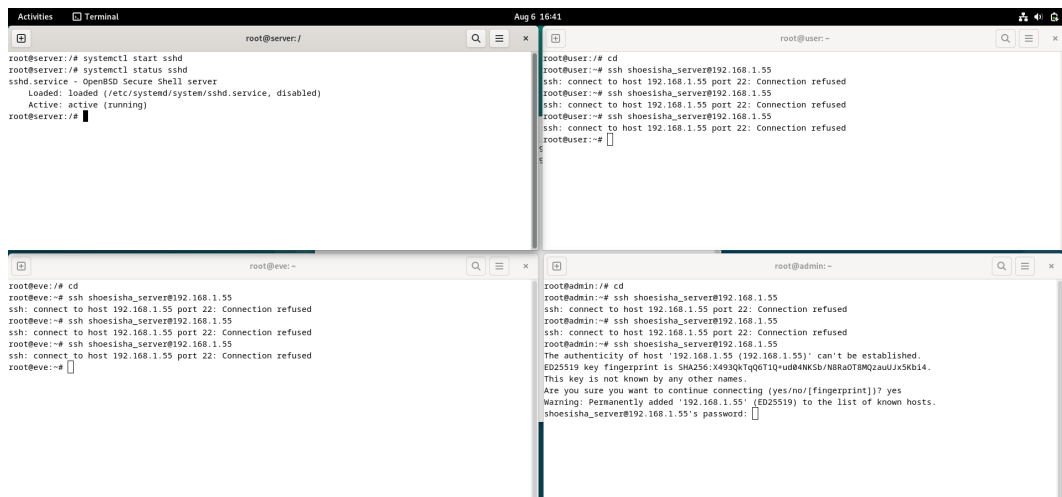 Activities Terminal Aug 6 16:41
root@server: /
root@server:/# systemctl start sshd
root@server:/# systemctl status sshd
sshd.service - OpenBSD Secure Shell server
Loaded: loaded (/etc/systemd/system/sshd.service, disabled)
Active: active (running)
root@server:/#
root@user: ~
root@user:/# cd
root@user:~# ssh shoesisha_server@192.168.1.55
ssh: connect to host 192.168.1.55 port 22: Connection refused
root@user:~# ssh shoesisha_server@192.168.1.55
ssh: connect to host 192.168.1.55 port 22: Connection refused
root@user:~# ssh shoesisha_server@192.168.1.55
ssh: connect to host 192.168.1.55 port 22: Connection refused
root@user:~#
root@eve: ~
root@eve:/# cd
root@eve:~# ssh shoesisha_server@192.168.1.55
ssh: connect to host 192.168.1.55 port 22: Connection refused
root@eve:~# ssh shoesisha_server@192.168.1.55
ssh: connect to host 192.168.1.55 port 22: Connection refused
root@eve:~# ssh shoesisha_server@192.168.1.55
ssh: connect to host 192.168.1.55 port 22: Connection refused
root@eve:~#
root@admin: ~
root@admin:/# cd
root@admin:~# ssh shoesisha_server@192.168.1.55
ssh: connect to host 192.168.1.55 port 22: Connection refused
root@admin:~# ssh shoesisha_server@192.168.1.55
ssh: connect to host 192.168.1.55 port 22: Connection refused
root@admin:~# ssh shoesisha_server@192.168.1.55
The authenticity of host '192.168.1.55 (192.168.1.55)' can't be established.
ED25519 key fingerprint is SHA256:X493QkTqQ6T1Q+ud04NKSb/N8RaOT8MQzauUJx5Kbi4.
This key is not known by any other names.
Are you sure you want to continue connecting (yes/no/[fingerprint])? yes
Warning: Permanently added '192.168.1.55' (ED25519) to the list of known hosts.
shoesisha_server@192.168.1.55's password: